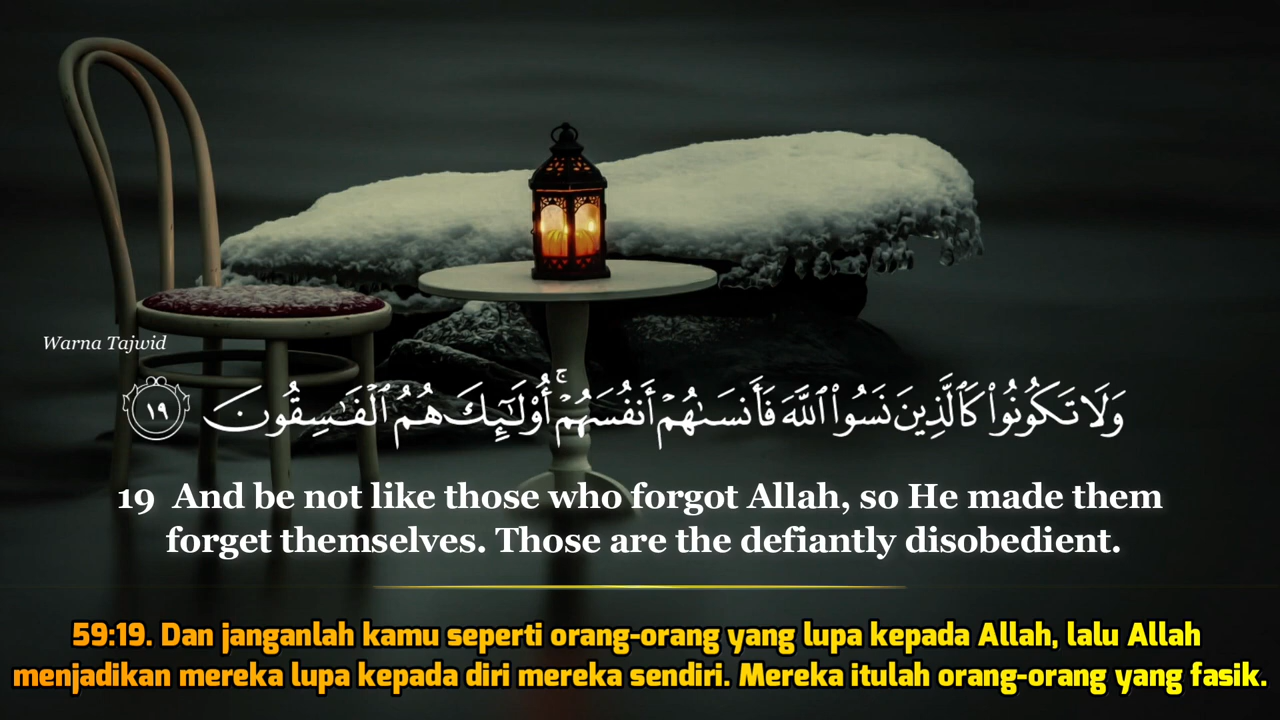 Warna Tajwid
وَلَا تَكُونُوا۟ كَٱلَّذِينَ نَسُوا۟ ٱللَّهَ فَأَنسَىٰهُمْ أَنفُسَهُمْ ۚ أُو۟لَـٰٓئِكَ هُمُ ٱلْفَـٰسِقُونَ ١٩
19 And be not like those who forgot Allah, so He made them
forget themselves. Those are the defiantly disobedient.
59:19. Dan janganlah kamu seperti orang-orang yang lupa kepada Allah, lalu Allah
menjadikan mereka lupa kepada diri mereka sendiri. Mereka itulah orang-orang yang fasik.